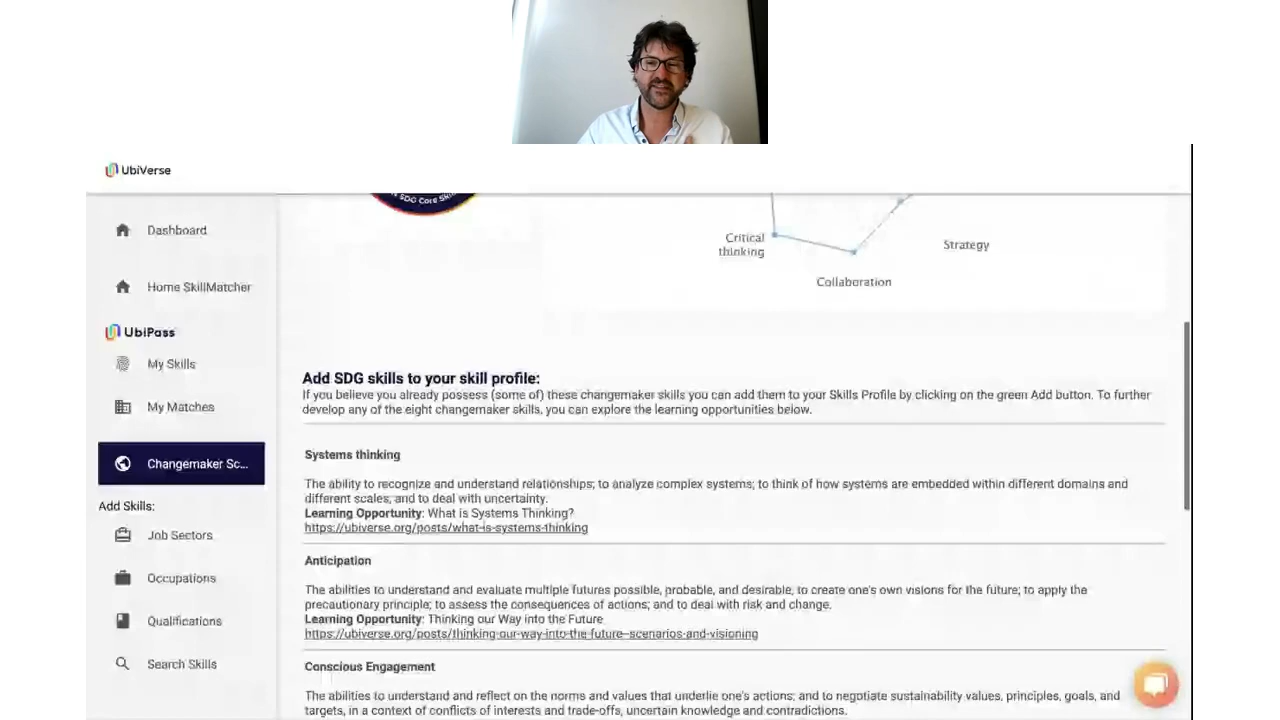 UbiVerse
SDG Core Skil
Dashboard
Critical
thinking
Strategy
Collaboration
Home SkillMatcher
UbiPass
My Skills
My Matches
Changemaker Sc...
Add Skills:
Job Sectors
Occupations
Qualifications
Search Skills
Add SDG skills to your skill profile:
If you believe you already possess (some of) these changemaker skills you can add them to your Skills Profile by clicking on the green Add button. To further
develop any of the eight changemaker skills, you can explore the learning opportunities below.
Systems thinking
The ability to recognize and understand relationships; to analyze complex systems; to think of how systems are embedded within different domains and
different scales; and to deal with uncertainty.
Learning Opportunity: What is Systems Thinking?
https://ubiverse.org/posts/what-is-systems-thinking
Anticipation
The abilities to understand and evaluate multiple futures possible, probable, and desirable; to create one's own visions for the future; to apply the
precautionary principle; to assess the consequences of actions; and to deal with risk and change.
Learning Opportunity: Thinking our Way into the Future
https://ubiverse.org/posts/thinking-our-way-into-the-future-scenarios-and-visioning
Conscious Engagement
The abilities to understand and reflect on the norms and values that underlie one's actions; and to negotiate sustainability values, principles, goals, and
targets, in a context of conflicts of interests and trade-offs, uncertain knowledge and contradictions.